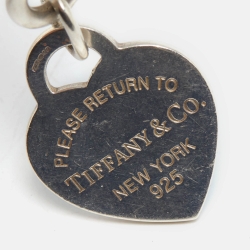 PLEASE RETURN TO
TIFFANY & CO.
NEW YORK
925